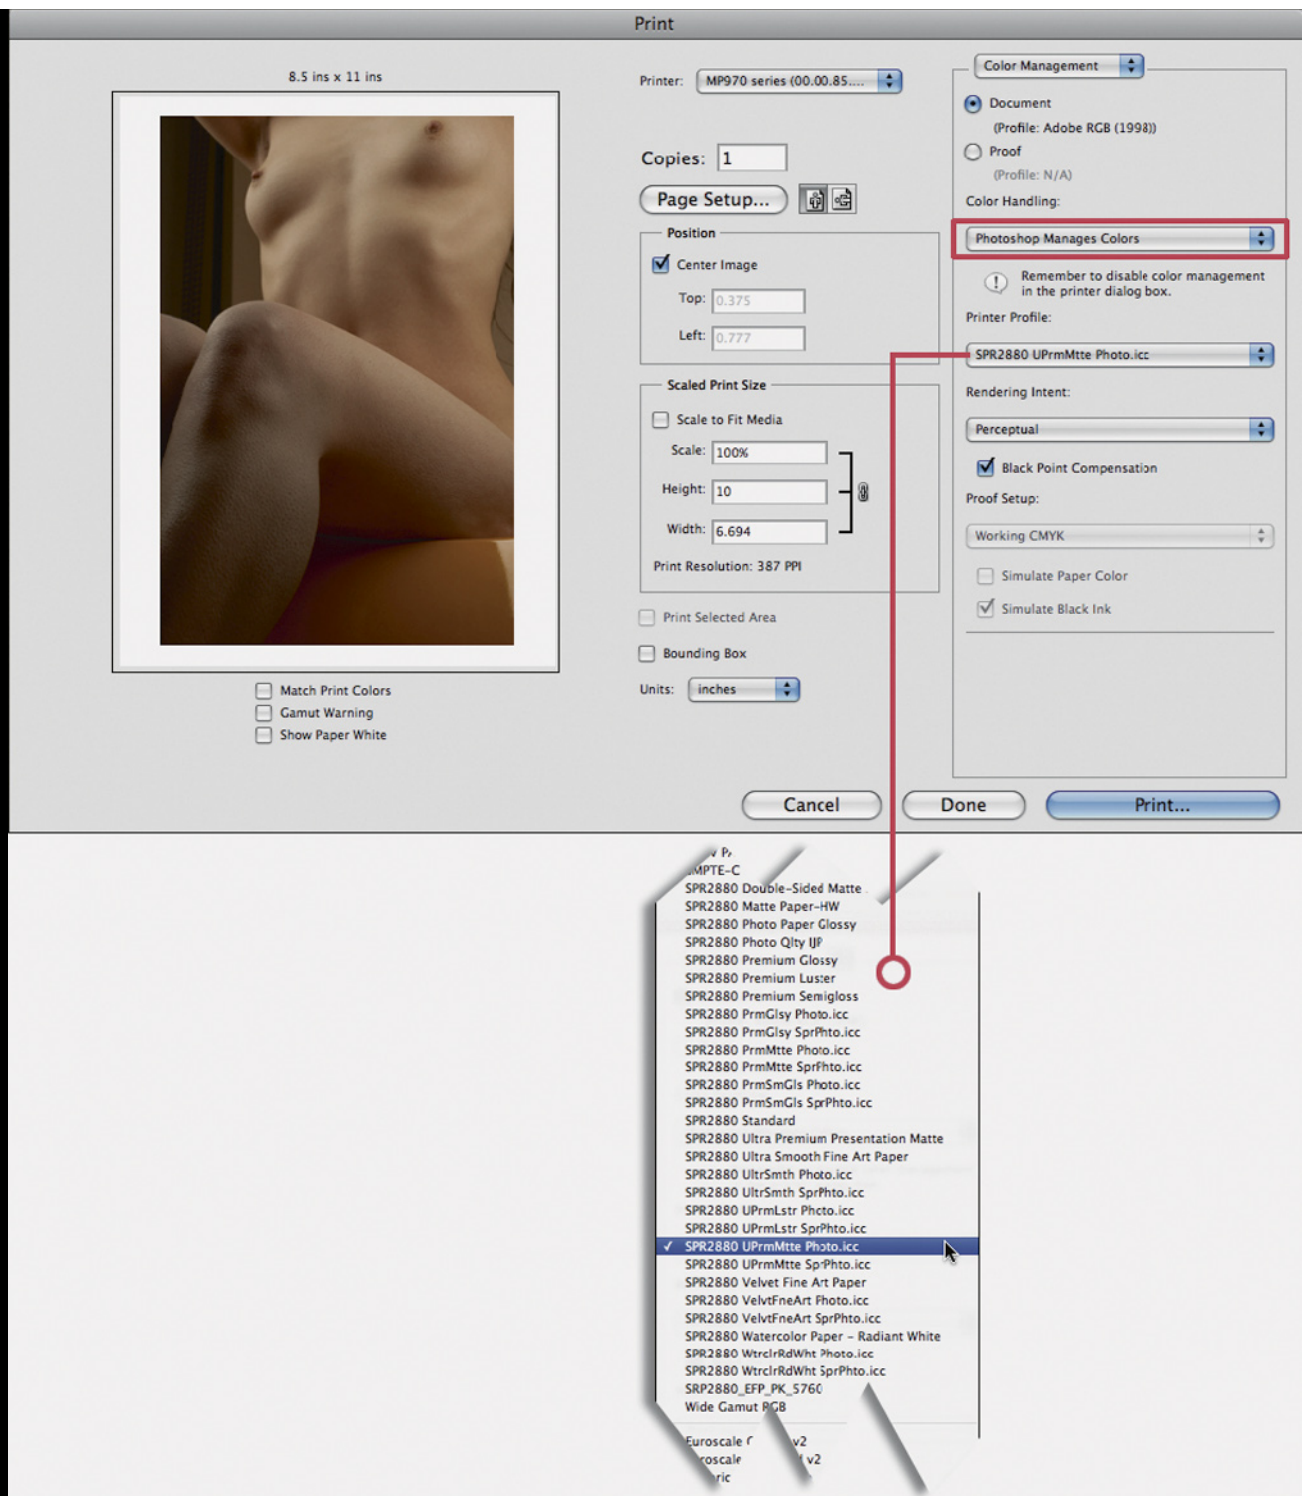 Print
8.5 ins x 11 ins
Match Print Colors
Gamut Warning
Show Paper White
Printer: MP970 series (00.00.85....
Copies: 1
Page Setup...
Position
Center Image
Top: 0.375
Left: 0.777
Scaled Print Size
Scale to Fit Media
Scale: 100%
Height: 10
Width: 6.694
Print Resolution: 387 PPI
Print Selected Area
Bounding Box
Units: inches
Color Management
Document
(Profile: Adobe RGB (1998))
Proof
(Profile: N/A)
Color Handling:
Photoshop Manages Colors
Remember to disable color management
in the printer dialog box.
Printer Profile:
SPR2880 UPrmMtte Photo.icc
Rendering Intent:
Perceptual
Black Point Compensation
Proof Setup:
Working CMYK
Simulate Paper Color
Simulate Black Ink
Cancel
Done
Print...
MPTE-C
SPR2880 Double-Sided Matte
SPR2880 Matte Paper-HW
SPR2880 Photo Paper Glossy
SPR2880 Photo Qlty IJP
SPR2880 Premium Glossy
SPR2880 Premium Luster
SPR2880 Premium Semigloss
SPR2880 PrmGlsy Photo.icc
SPR2880 PrmGlsy SprPhto.icc
SPR2880 PrmMtte Photo.icc
SPR2880 PrmMtte SprPhto.icc
SPR2880 PrmSmGls Photo.icc
SPR2880 PrmSmGls SprPhto.icc
SPR2880 Standard
SPR2880 Ultra Premium Presentation Matte
SPR2880 Ultra Smooth Fine Art Paper
SPR2880 UltrSmth Photo.icc
SPR2880 UltrSmth SprPhto.icc
SPR2880 UPrmLstr Photo.icc
SPR2880 UPrmLstr SprPhto.icc
✓ SPR2880 UPrmMtte Photo.icc
SPR2880 UPrmMtte SprPhto.icc
SPR2880 Velvet Fine Art Paper
SPR2880 VelvtFneArt Photo.icc
SPR2880 VelvtFneArt SprPhto.icc
SPR2880 Watercolor Paper - Radiant White
SPR2880 WtrclrRdWht Photo.icc
SPR2880 WtrclrRdWht SprPhto.icc
SRP2880_EFP_PK_5760
Wide Gamut RGB
Euroscale v2
v2